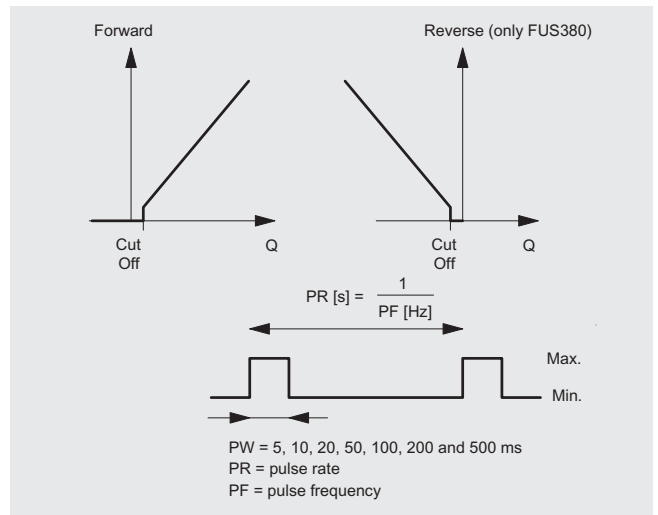 Forward
Reverse (only FUS380)
Cut
Off
Q
Cut
Off
Q
PR [s] = 1
PF [Hz]
Max.
Min.
PW = 5, 10, 20, 50, 100, 200 and 500 ms
PR = pulse rate
PF = pulse frequency